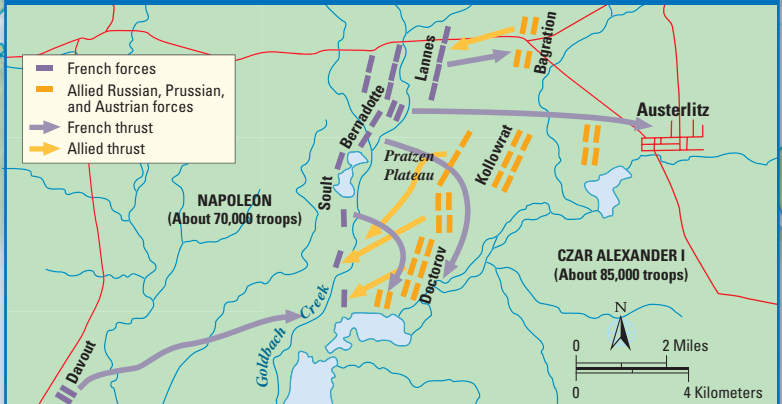 French forces
Allied Russian, Prussian,
and Austrian forces
French thrust
Allied thrust
Lannes
Bagration
Bernadotte
Austerlitz
Pratzen
Plateau
Kollowrat
Soult
NAPOLEON
(About 70,000 troops)
CZAR ALEXANDER I
(About 85,000 troops)
Doctorov
Goldbach Creek
Davout
N
0 2 Miles
0 4 Kilometers